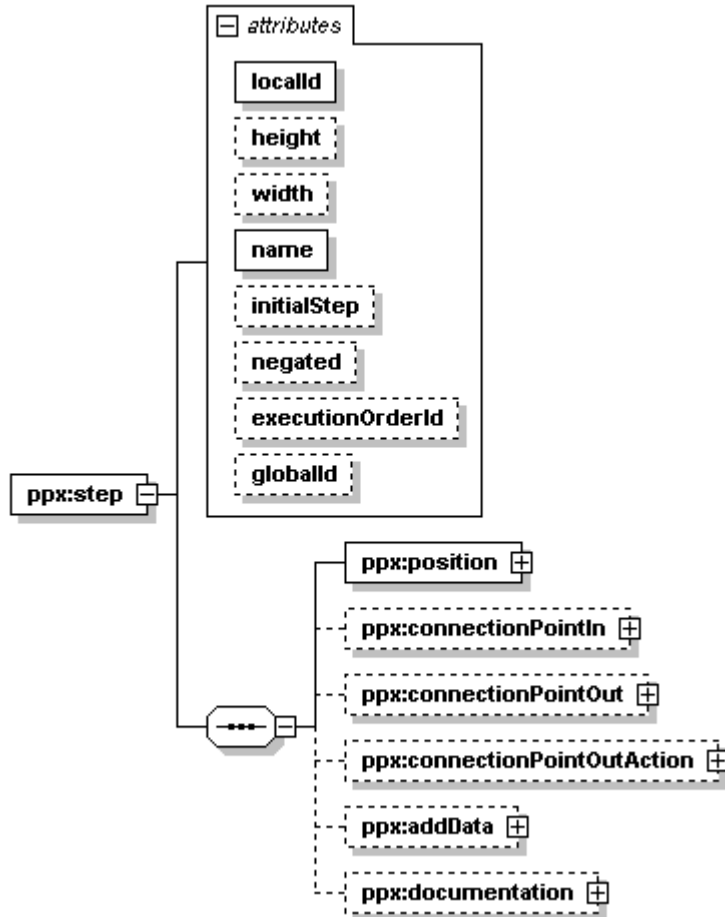 attributes
localId
height
width
name
initialStep
negated
executionOrderId
globalId
ppx:step
ppx:position
ppx:connectionPointIn
ppx:connectionPointOut
ppx:connectionPointOutAction
ppx:addData
ppx:documentation